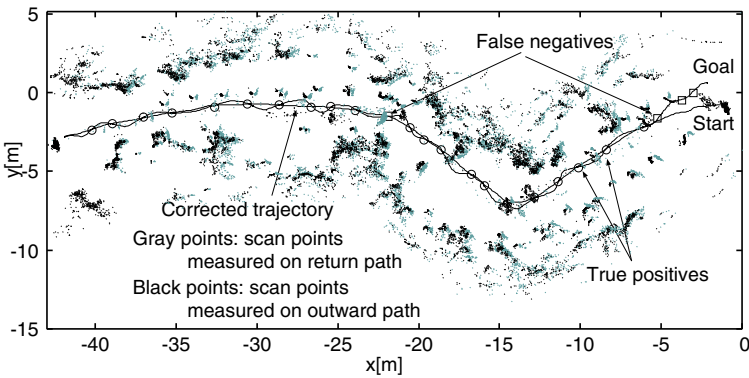 5
False negatives
Goal
0
Start
y[m]
-5
Corrected trajectory
Gray points: scan points
measured on return path
-10
True positives
Black points: scan points
measured on outward path
-15
-40 -35 -30 -25 -20 -15 -10 -5 0
x[m]